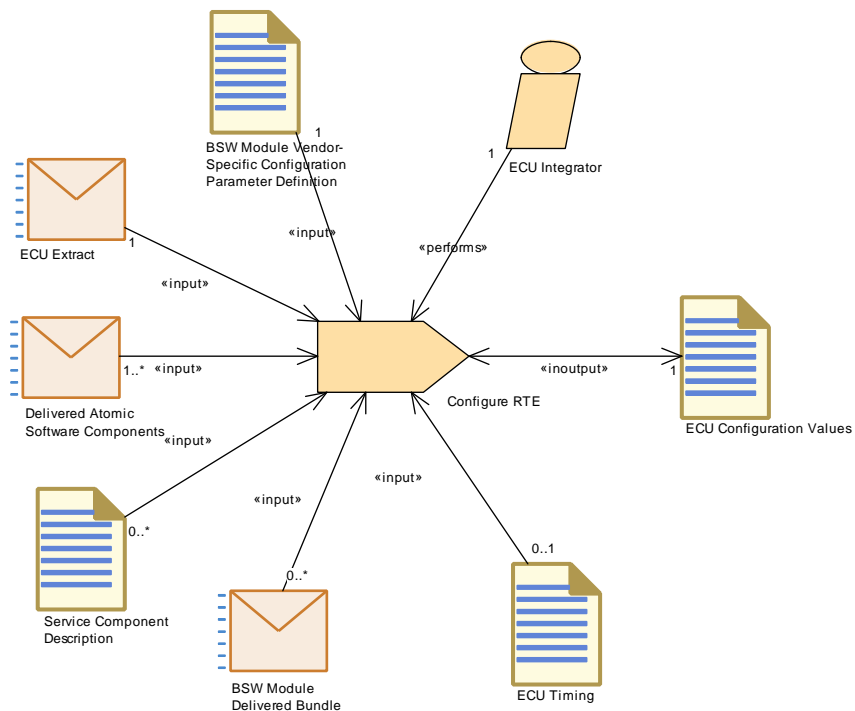 1
BSW Module Vendor-
Specific Configuration
Parameter Definition
1
ECU Integrator
ECU Extract
1
«input»
«performs»
«input»
Delivered Atomic
Software Components
1..*
«input»
Configure RTE
«inoutput»
1
ECU Configuration Values
«input»
«input»
«input»
0..*
Service Component
Description
0..*
BSW Module
Delivered Bundle
0..1
ECU Timing